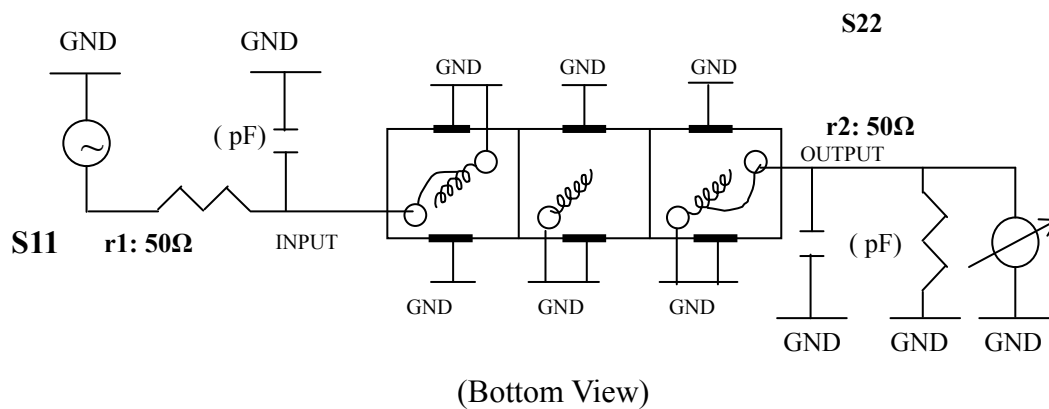 S22
GND
GND
GND
GND
GND
( pF)
r2: 50Ω
OUTPUT
S11
r1: 50Ω
INPUT
( pF)
GND
GND
GND
GND
GND
GND
(Bottom View)